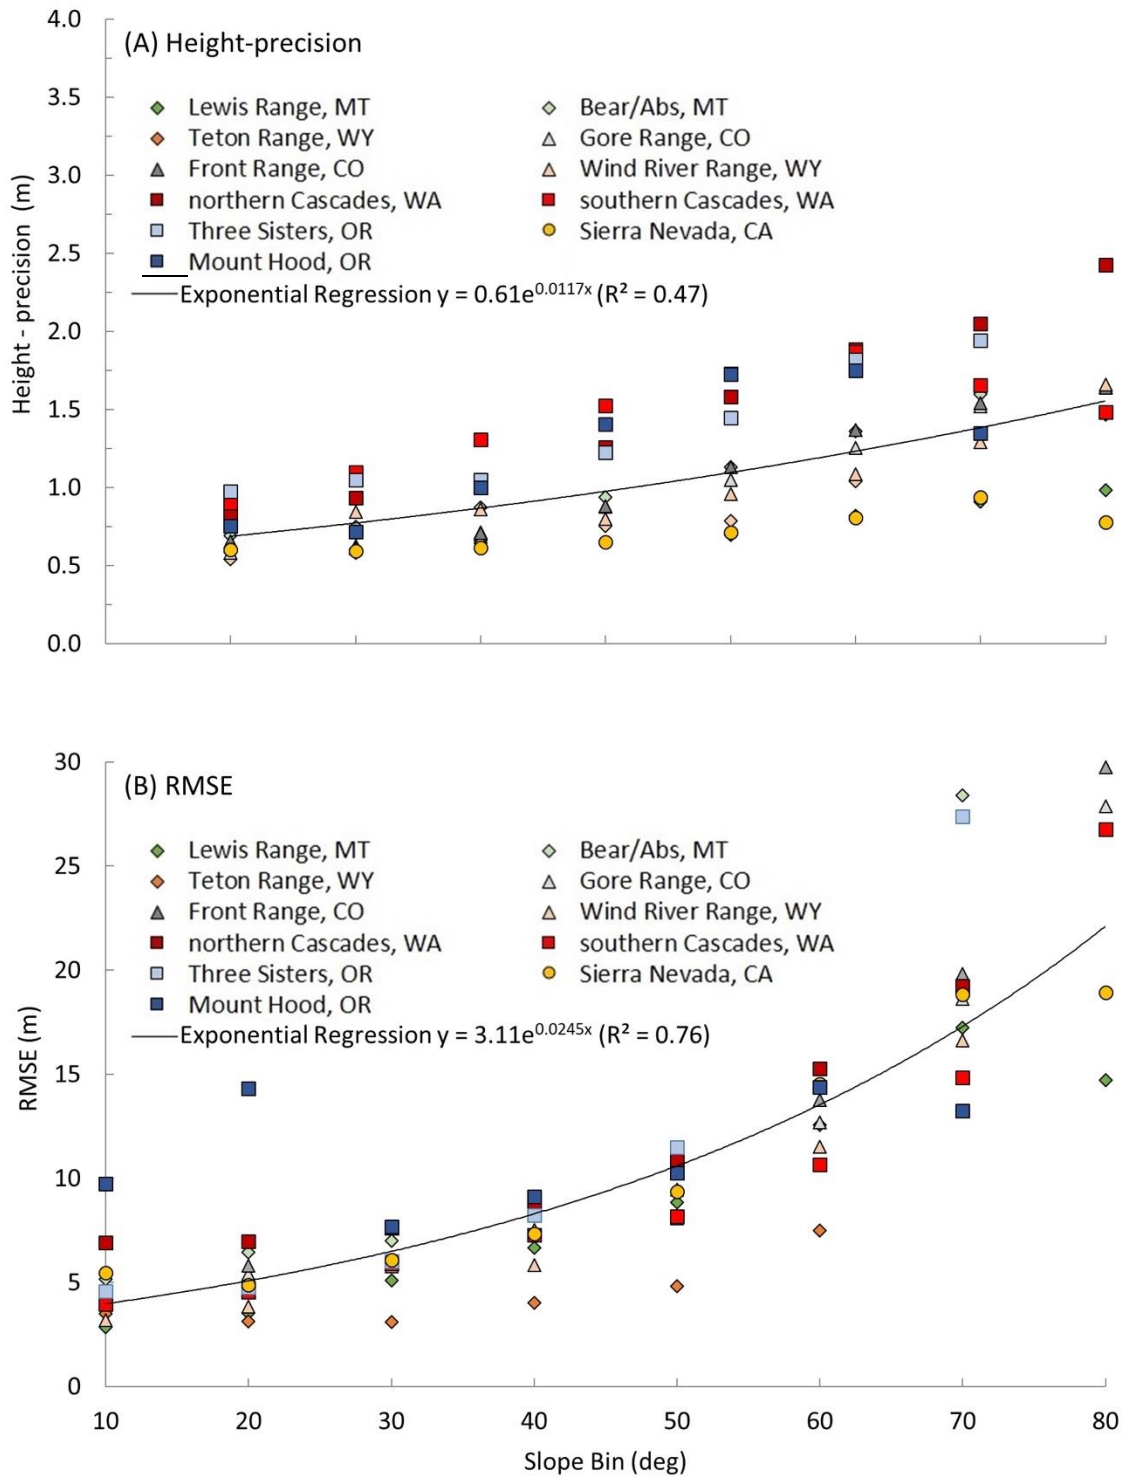 4.0
(A) Height-precision
3.5
Lewis Range, MT Bear/Abs, MT
Teton Range, WY Gore Range, CO
3.0
Front Range, CO Wind River Range, WY
northern Cascades, WA southern Cascades, WA
Three Sisters, OR Sierra Nevada, CA
2.5
Mount Hood, OR
Exponential Regression y = 0.61e^0.0117x (R² = 0.47)
2.0
1.5
1.0
0.5
0.0
Height - precision (m)
30
(B) RMSE
Lewis Range, MT Bear/Abs, MT
25
Teton Range, WY Gore Range, CO
Front Range, CO Wind River Range, WY
northern Cascades, WA southern Cascades, WA
20
Three Sisters, OR Sierra Nevada, CA
Mount Hood, OR
Exponential Regression y = 3.11e^0.0245x (R² = 0.76)
15
10
5
0
RMSE (m)
10 20 30 40 50 60 70 80
Slope Bin (deg)